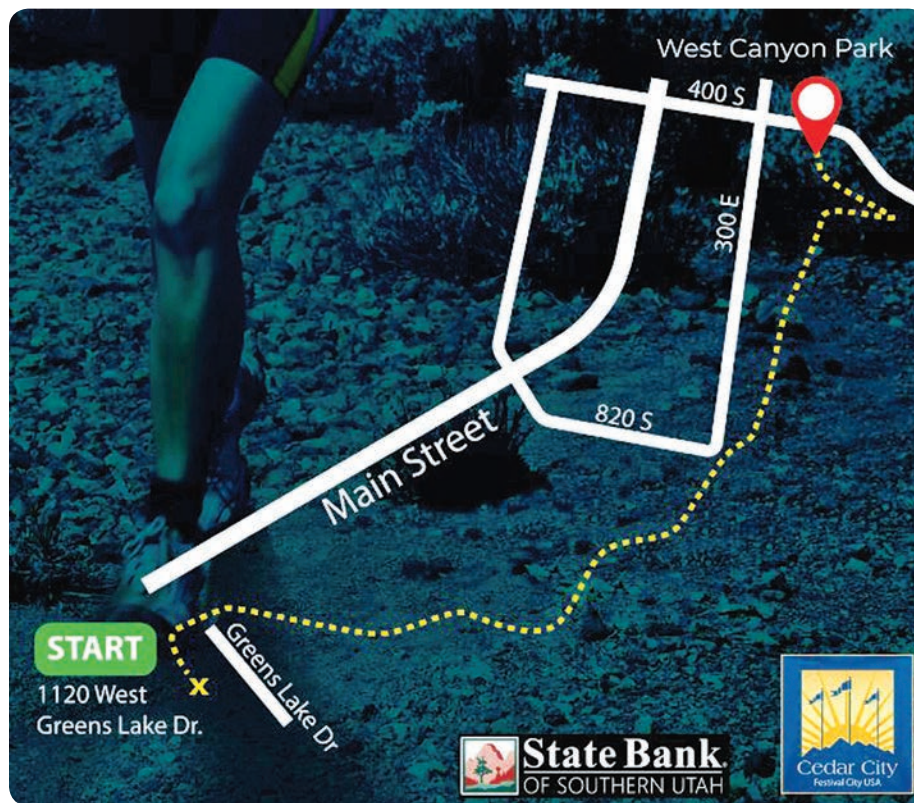 West Canyon Park
400 S
300 E
820 S
Main Street
START
1120 West
Greens Lake Dr.
x
Greens Lake Dr
State Bank
OF SOUTHERN UTAH
Cedar City
Festival City USA